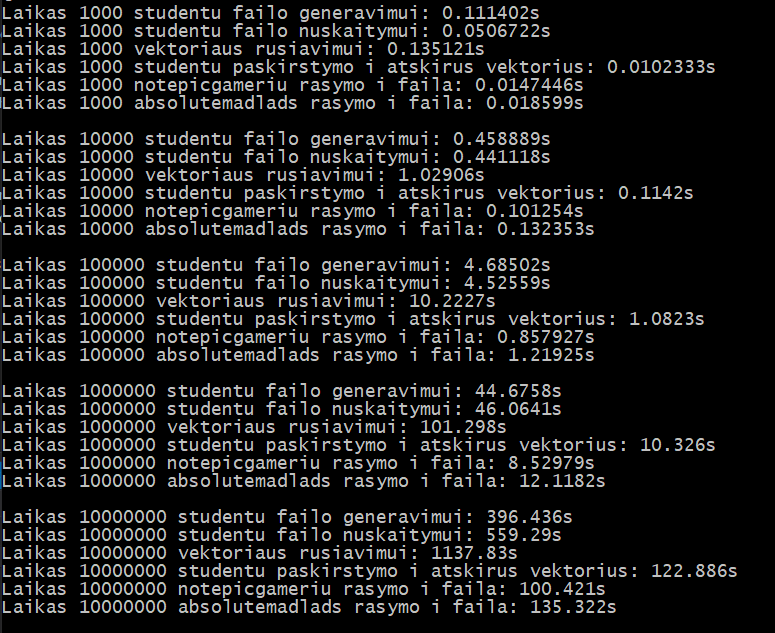 Laikas 1000 studentu failo generavimui: 0.111402s
Laikas 1000 studentu failo nuskaitymui: 0.0506722s
Laikas 1000 vektoriaus rusiavimui: 0.135121s
Laikas 1000 studentu paskirstymo i atskirus vektorius: 0.0102333s
Laikas 1000 notepicgameriu rasymo i faila: 0.0147446s
Laikas 1000 absolutemadlads rasymo i faila: 0.018599s
Laikas 10000 studentu failo generavimui: 0.458889s
Laikas 10000 studentu failo nuskaitymui: 0.441118s
Laikas 10000 vektoriaus rusiavimui: 1.02906s
Laikas 10000 studentu paskirstymo i atskirus vektorius: 0.1142s
Laikas 10000 notepicgameriu rasymo i faila: 0.101254s
Laikas 10000 absolutemadlads rasymo i faila: 0.132353s
Laikas 100000 studentu failo generavimui: 4.68502s
Laikas 100000 studentu failo nuskaitymui: 4.52559s
Laikas 100000 vektoriaus rusiavimui: 10.2227s
Laikas 100000 studentu paskirstymo i atskirus vektorius: 1.0823s
Laikas 100000 notepicgameriu rasymo i faila: 0.857927s
Laikas 100000 absolutemadlads rasymo i faila: 1.21925s
Laikas 1000000 studentu failo generavimui: 44.6758s
Laikas 1000000 studentu failo nuskaitymui: 46.0641s
Laikas 1000000 vektoriaus rusiavimui: 101.298s
Laikas 1000000 studentu paskirstymo i atskirus vektorius: 10.326s
Laikas 1000000 notepicgameriu rasymo i faila: 8.52979s
Laikas 1000000 absolutemadlads rasymo i faila: 12.1182s
Laikas 10000000 studentu failo generavimui: 396.436s
Laikas 10000000 studentu failo nuskaitymui: 559.29s
Laikas 10000000 vektoriaus rusiavimui: 1137.83s
Laikas 10000000 studentu paskirstymo i atskirus vektorius: 122.886s
Laikas 10000000 notepicgameriu rasymo i faila: 100.421s
Laikas 10000000 absolutemadlads rasymo i faila: 135.322s